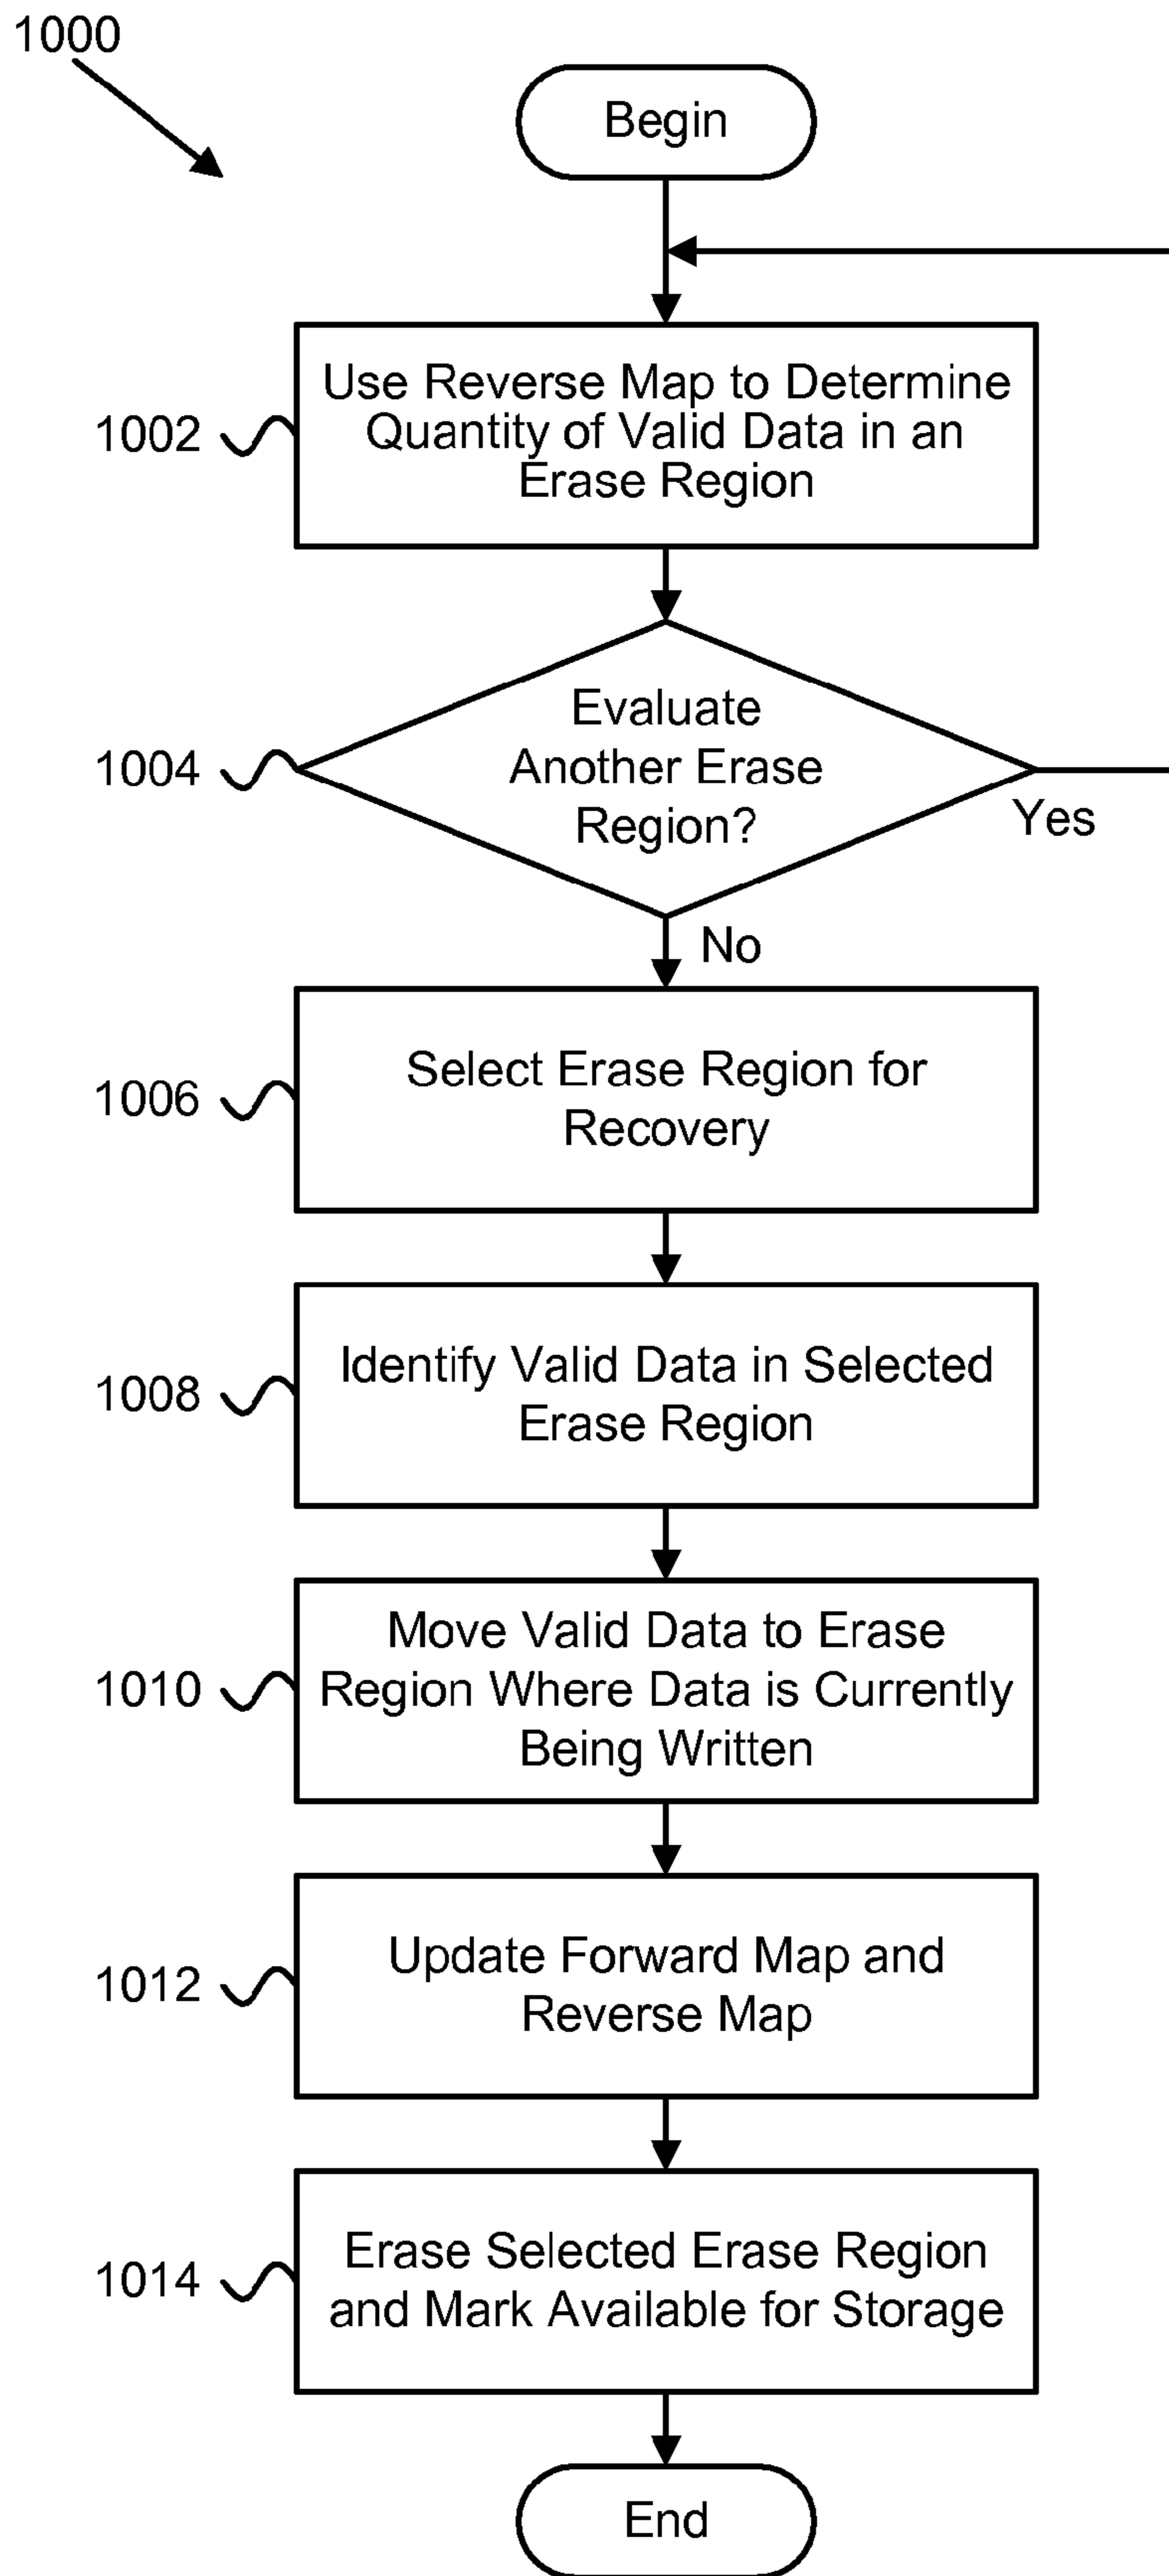 1000
Begin
1002
Use Reverse Map to Determine
Quantity of Valid Data in an
Erase Region
1004
Evaluate
Another Erase
Region?
Yes
No
1006
Select Erase Region for
Recovery
1008
Identify Valid Data in Selected
Erase Region
1010
Move Valid Data to Erase
Region Where Data is Currently
Being Written
1012
Update Forward Map and
Reverse Map
1014
Erase Selected Erase Region
and Mark Available for Storage
End